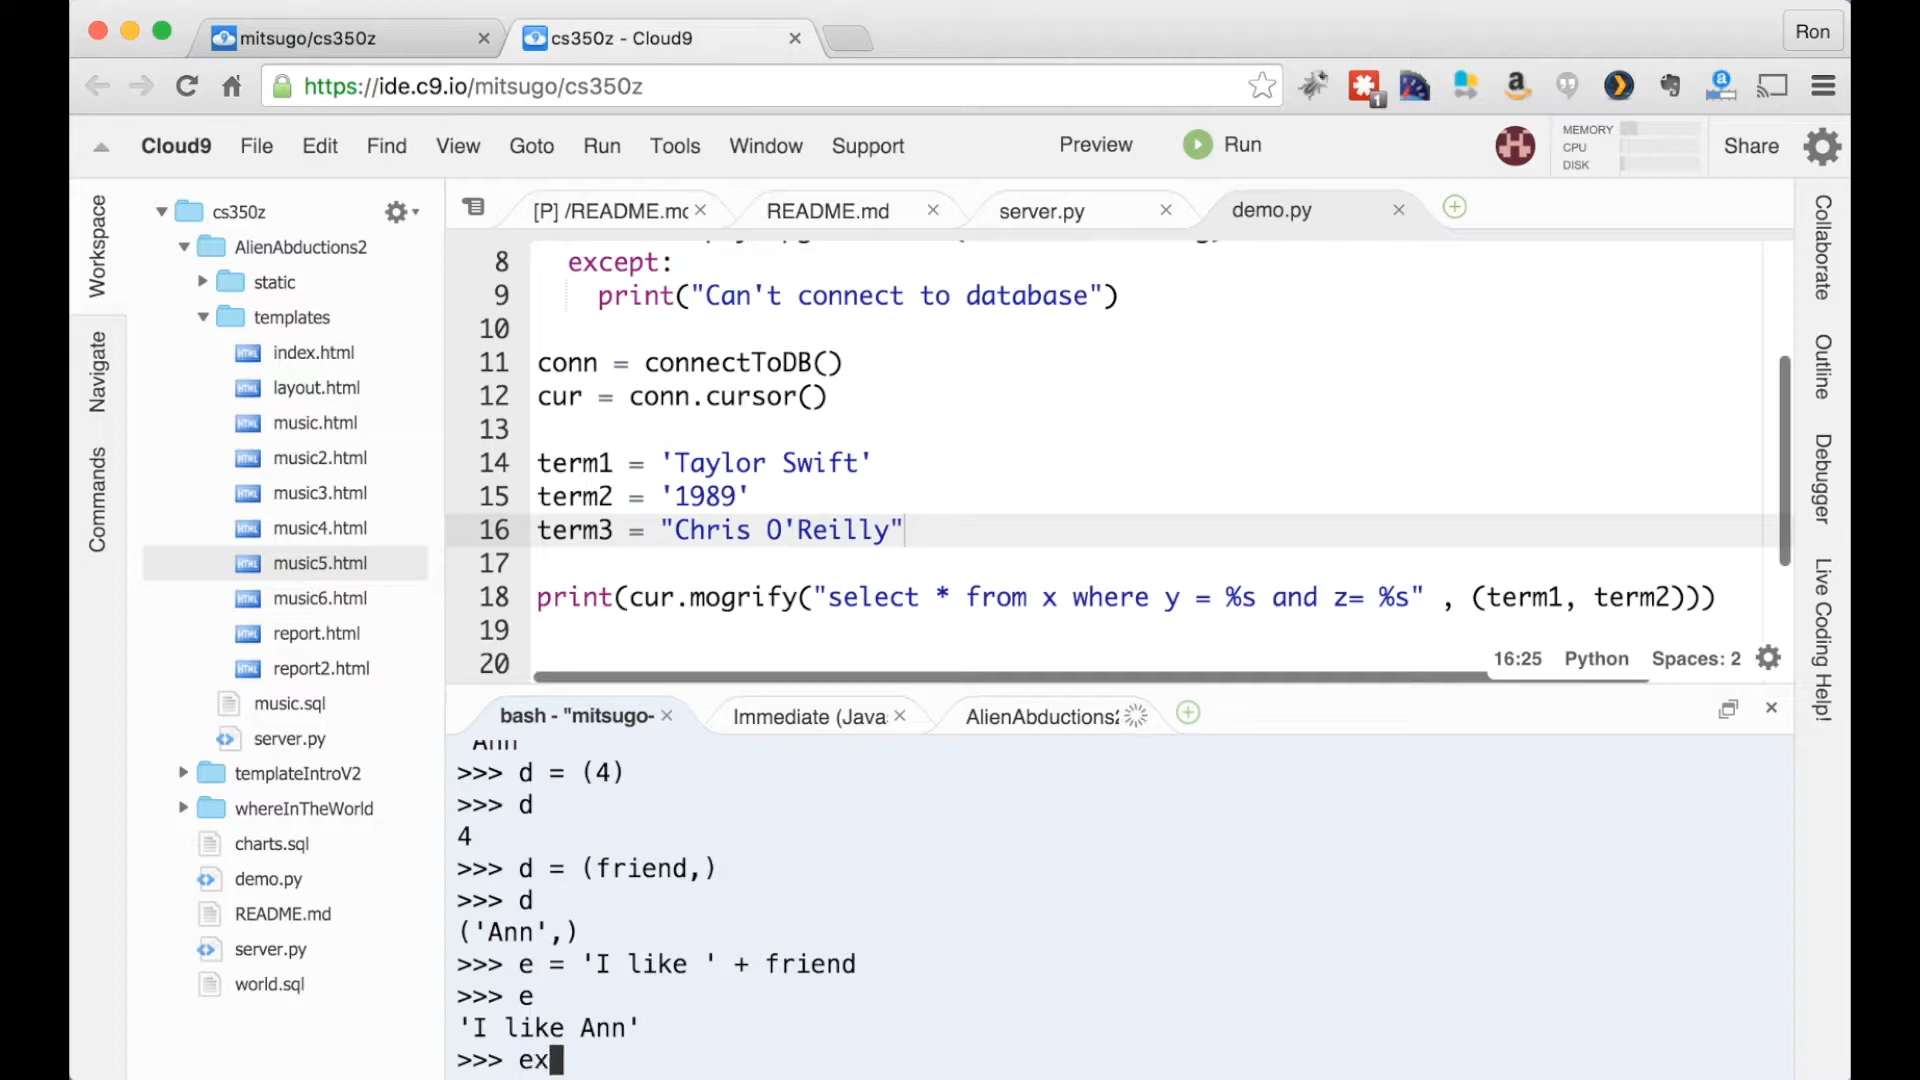 mitsugo/cs350z
cs350z - Cloud9
Ron
https://ide.c9.io/mitsugo/cs350z
1
Cloud9 File Edit Find View Goto Run Tools Window Support Preview Run
MEMORY
CPU
DISK
Share
Workspace
Navigate
Commands
cs350z
AlienAbductions2
static
templates
index.html
layout.html
music.html
music2.html
music3.html
music4.html
music5.html
music6.html
report.html
report2.html
music.sql
server.py
templateIntroV2
whereInTheWorld
charts.sql
demo.py
README.md
server.py
world.sql
[P] /README.mc
README.md
server.py
demo.py
8 except:
9 print("Can't connect to database")
10
11 conn = connectToDB()
12 cur = conn.cursor()
13
14 term1 = 'Taylor Swift'
15 term2 = '1989'
16 term3 = "Chris O'Reilly"
17
18 print(cur.mogrify("select * from x where y = %s and z= %s" , (term1, term2)))
19
20
16:25 Python Spaces: 2
bash - "mitsugo-
Immediate (Java
AlienAbductions
'Ann'
>>> d = (4)
>>> d
4
>>> d = (friend,)
>>> d
('Ann',)
>>> e = 'I like ' + friend
>>> e
'I like Ann'
>>> ex
Collaborate
Outline
Debugger
Live Coding Help!